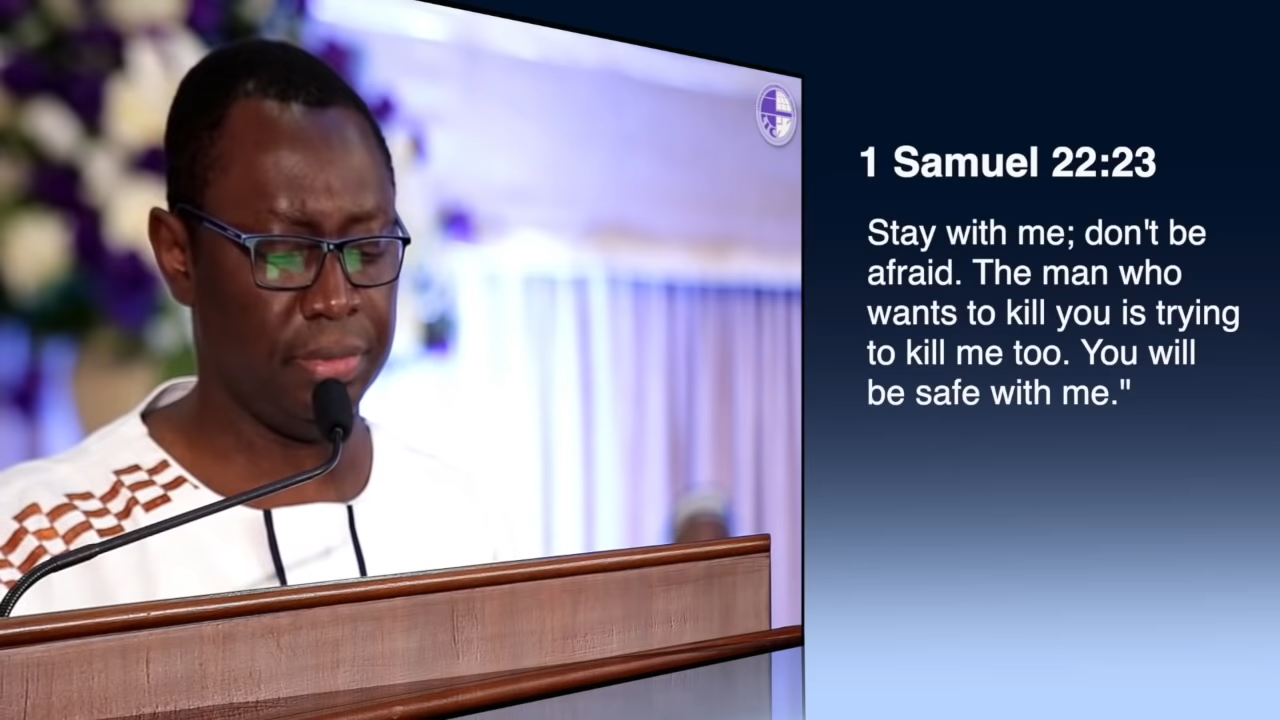 1 Samuel 22:23
Stay with me; don't be
afraid. The man who
wants to kill you is trying
to kill me too. You will
be safe with me."